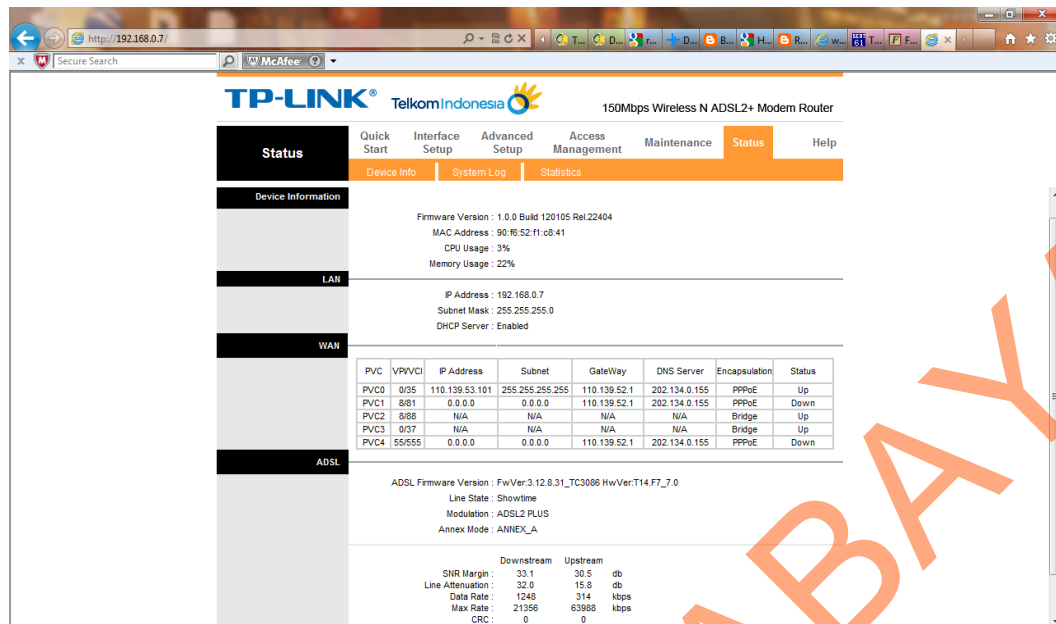 http://192.168.0.7/
T...
D...
r...
D...
B...
H...
R...
w...
T...
F...
x Secure Search McAfee
TP-LINK® Telkom Indonesia 150Mbps Wireless N ADSL2+ Modem Router
Status Quick Start Interface Setup Advanced Setup Access Management Maintenance Status Help
Device Info System Log Statistics
Device Information
Firmware Version : 1.0.0 Build 120105 Rel.22404
MAC Address : 90:f6:52:f1:c8:41
CPU Usage : 3%
Memory Usage : 22%
LAN
IP Address : 192.168.0.7
Subnet Mask : 255.255.255.0
DHCP Server : Enabled
WAN
PVC VPI/VCI IP Address Subnet GateWay DNS Server Encapsulation Status
PVC0 0/35 110.139.53.101 255.255.255.255 110.139.52.1 202.134.0.155 PPPoE Up
PVC1 8/81 0.0.0.0 0.0.0.0 110.139.52.1 202.134.0.155 PPPoE Down
PVC2 8/88 N/A N/A N/A N/A Bridge Up
PVC3 0/37 N/A N/A N/A N/A Bridge Up
PVC4 55/555 0.0.0.0 0.0.0.0 110.139.52.1 202.134.0.155 PPPoE Down
ADSL
ADSL Firmware Version : FwVer:3.12.8.31_TC3086 HwVer:T14.F7_7.0
Line State : Showtime
Modulation : ADSL2 PLUS
Annex Mode : ANNEX_A
Downstream Upstream
SNR Margin : 33.1 30.5 db
Line Attenuation : 32.0 15.8 db
Data Rate : 1248 314 kbps
Max Rate : 21356 63988 kbps
CRC : 0 0
ABAY